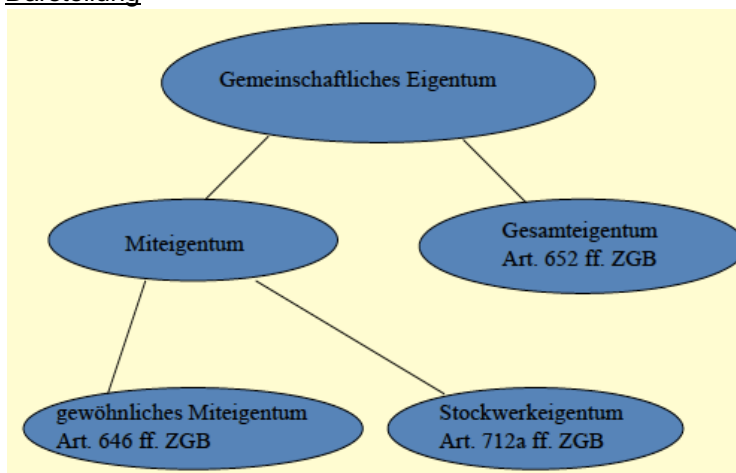 Darstellung
Gemeinschaftliches Eigentum
Miteigentum
Gesamteigentum
Art. 652 ff. ZGB
gewöhnliches Miteigentum
Art. 646 ff. ZGB
Stockwerkeigentum
Art. 712a ff. ZGB